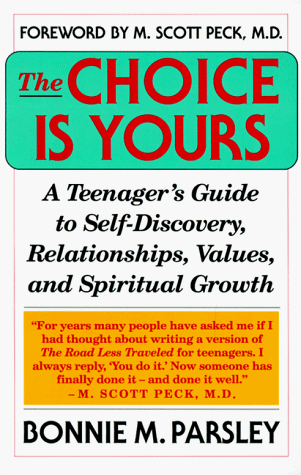 FOREWORD BY M. SCOTT PECK, M.D.
The CHOICE
IS YOURS
A Teenager's Guide
to Self-Discovery,
Relationships, Values,
and Spiritual Growth
"For years many people have asked me if I
had thought about writing a version of
The Road Less Traveled for teenagers. I
always reply, 'You do it.' Now someone has
finally done it – and done it well."
– M. SCOTT PECK, M.D.
BONNIE M. PARSLEY